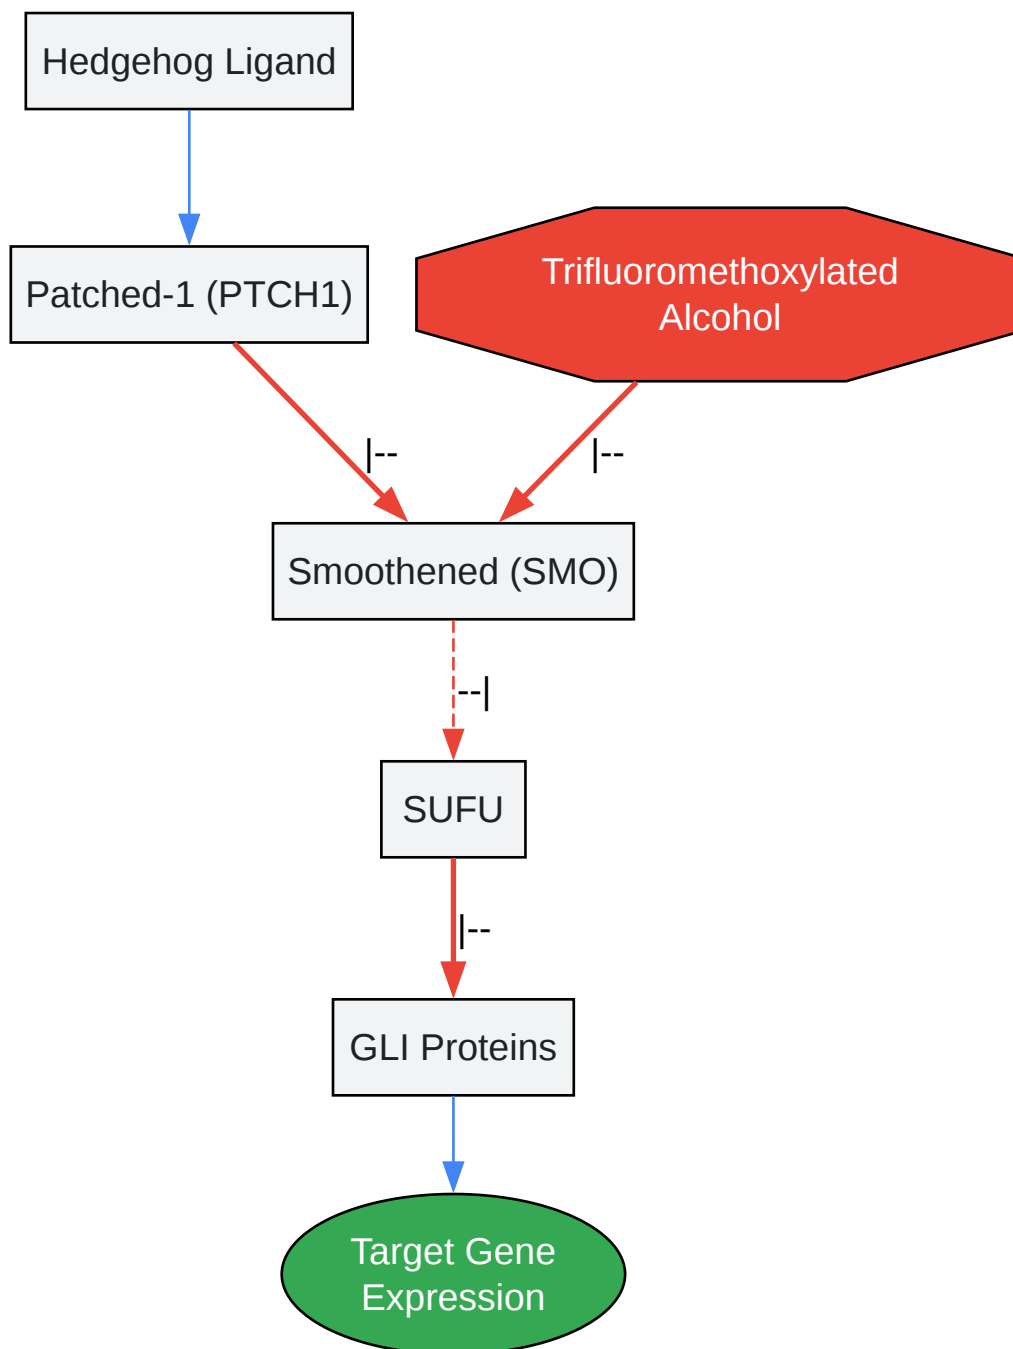 Hedgehog Ligand
Patched-1 (PTCH1)
Trifluoromethoxylated
Alcohol
|--
|--
Smoothened (SMO)
--|
SUFU
|--
GLI Proteins
Target Gene
Expression